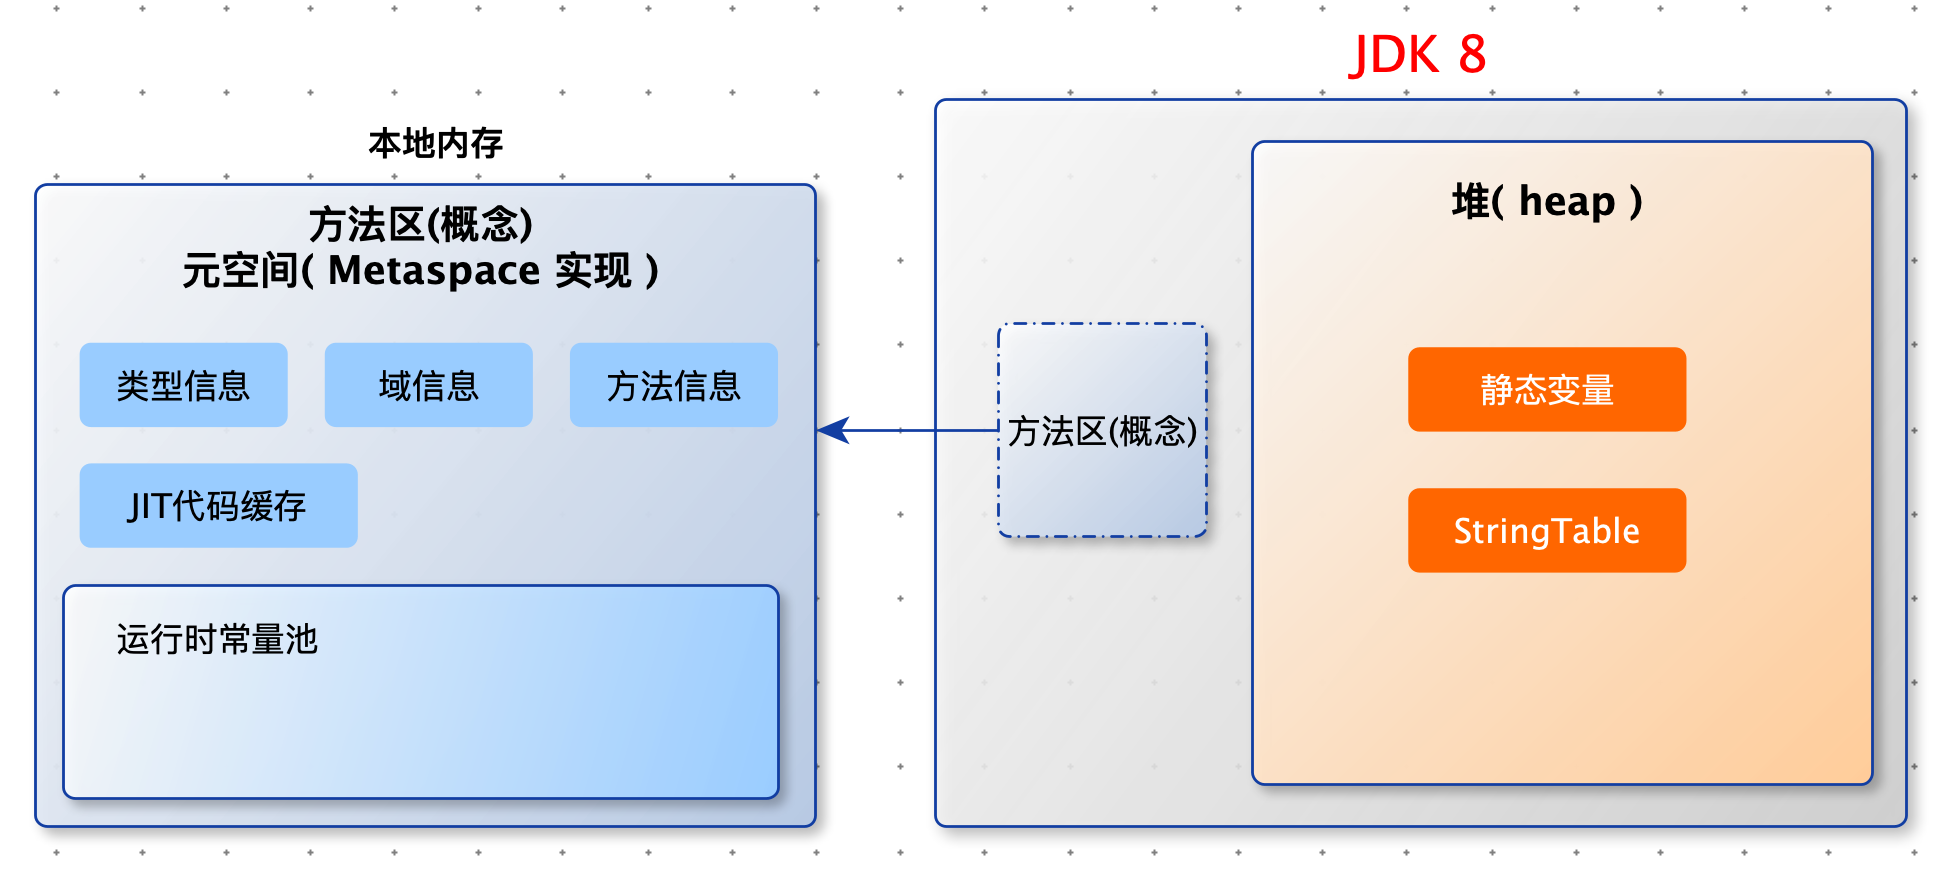 JDK 8
本地内存
方法区(概念)
元空间( Metaspace 实现 )
类型信息
域信息
方法信息
JIT代码缓存
运行时常量池
方法区(概念)
堆( heap )
静态变量
StringTable